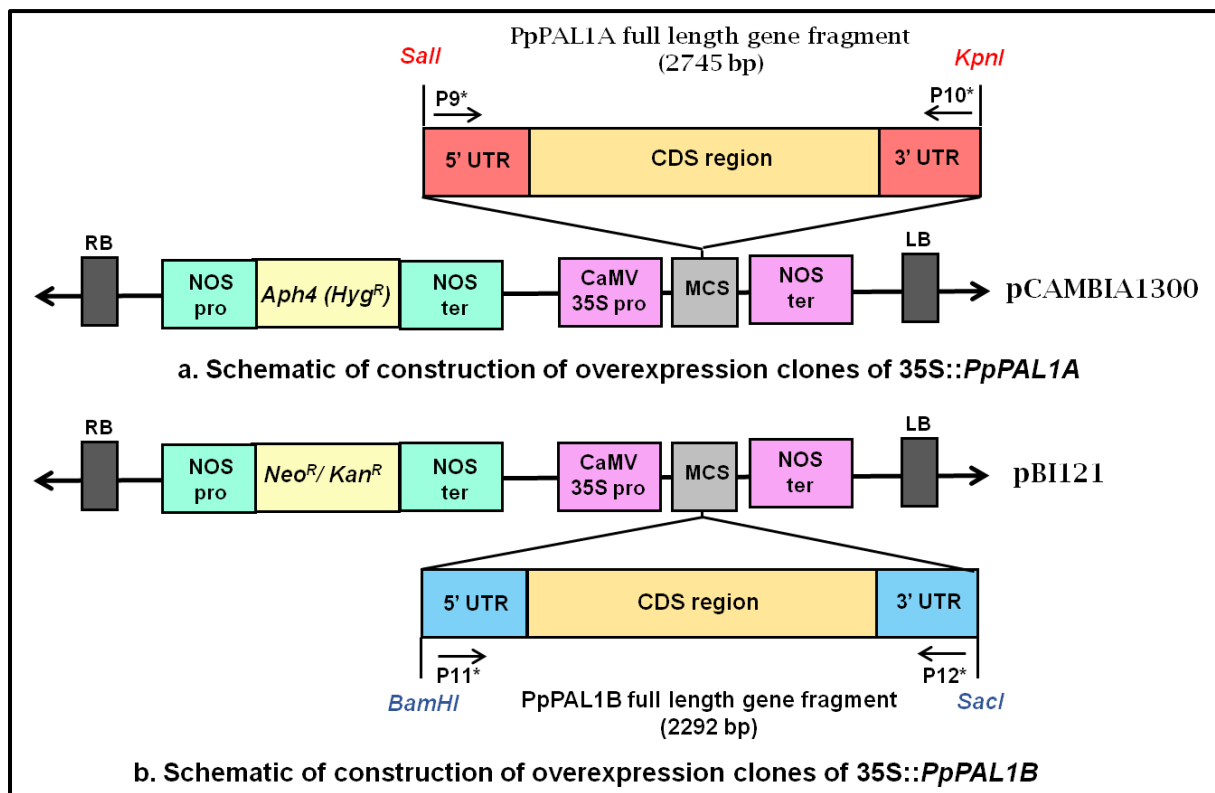 PpPAL1A full length gene fragment
(2745 bp)
SalI
KpnI
P9*
P10*
5' UTR
CDS region
3' UTR
RB
LB
NOS
pro
Aph4 (Hyg^R)
NOS
ter
CaMV
35S pro
MCS
NOS
ter
pCAMBIA1300
a. Schematic of construction of overexpression clones of 35S::PpPAL1A
RB
LB
NOS
pro
Neo^R/ Kan^R
NOS
ter
CaMV
35S pro
MCS
NOS
ter
pBI121
5' UTR
CDS region
3' UTR
P11*
P12*
BamHI
SacI
PpPAL1B full length gene fragment
(2292 bp)
b. Schematic of construction of overexpression clones of 35S::PpPAL1B